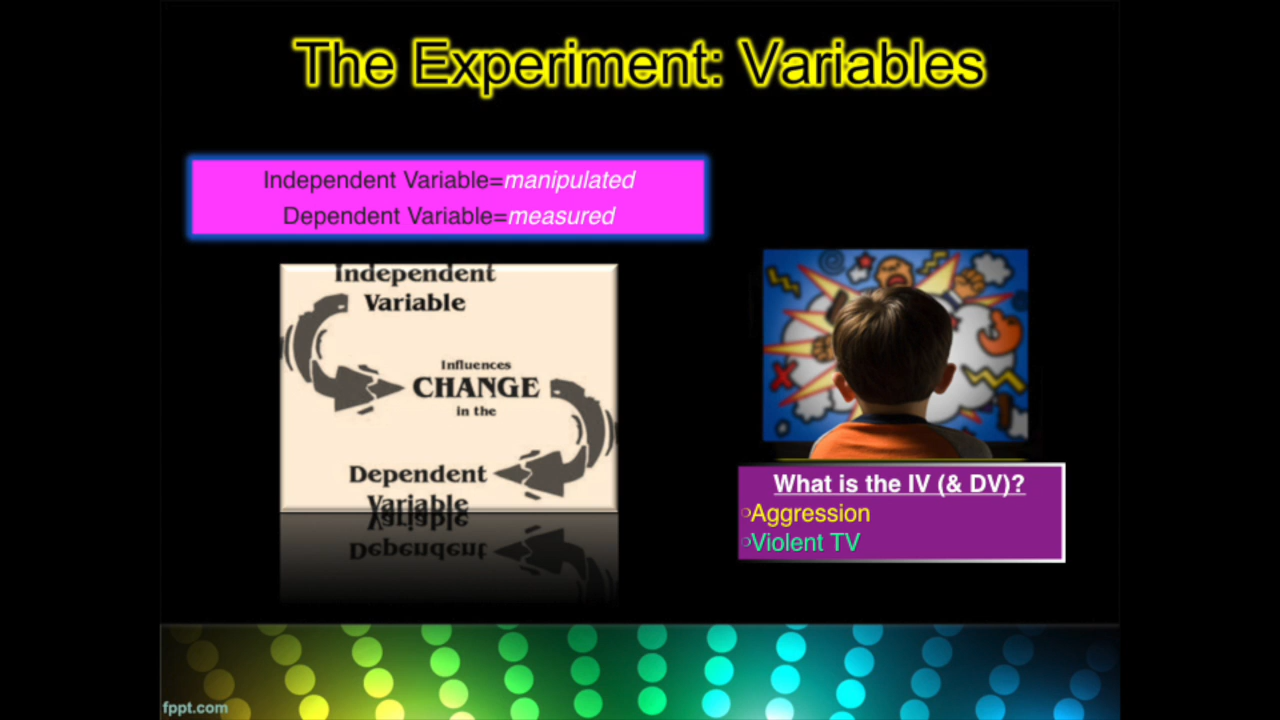 The Experiment: Variables
Independent Variable=manipulated
Dependent Variable=measured
Independent
Variable
Influences
CHANGE
in the
Dependent
Variable
What is the IV (& DV)?
Aggression
Violent TV
fppt.com